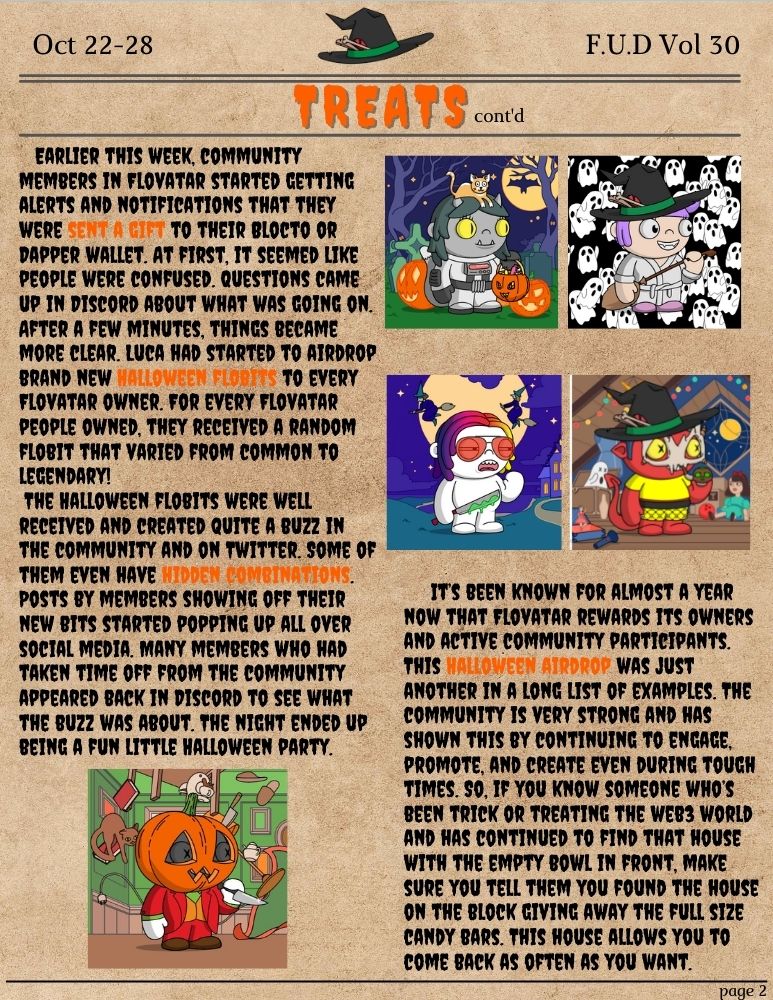 Oct 22-28
F.U.D Vol 30
TREATS cont'd
EARLIER THIS WEEK, COMMUNITY
MEMBERS IN FLOVATAR STARTED GETTING
ALERTS AND NOTIFICATIONS THAT THEY
WERE SENT A GIFT TO THEIR BLOCTO OR
DAPPER WALLET. AT FIRST, IT SEEMED LIKE
PEOPLE WERE CONFUSED. QUESTIONS CAME
UP IN DISCORD ABOUT WHAT WAS GOING ON.
AFTER A FEW MINUTES, THINGS BECAME
MORE CLEAR. LUCA HAD STARTED TO AIRDROP
BRAND NEW HALLOWEEN FLOBITS TO EVERY
FLOVATAR OWNER. FOR EVERY FLOVATAR
PEOPLE OWNED, THEY RECEIVED A RANDOM
FLOBIT THAT VARIED FROM COMMON TO
LEGENDARY!
THE HALLOWEEN FLOBITS WERE WELL
RECEIVED AND CREATED QUITE A BUZZ IN
THE COMMUNITY AND ON TWITTER. SOME OF
THEM EVEN HAVE HIDDEN COMBINATIONS.
POSTS BY MEMBERS SHOWING OFF THEIR
NEW BITS STARTED POPPING UP ALL OVER
SOCIAL MEDIA. MANY MEMBERS WHO HAD
TAKEN TIME OFF FROM THE COMMUNITY
APPEARED BACK IN DISCORD TO SEE WHAT
THE BUZZ WAS ABOUT. THE NIGHT ENDED UP
BEING A FUN LITTLE HALLOWEEN PARTY.
IT'S BEEN KNOWN FOR ALMOST A YEAR
NOW THAT FLOVATAR REWARDS ITS OWNERS
AND ACTIVE COMMUNITY PARTICIPANTS.
THIS HALLOWEEN AIRDROP WAS JUST
ANOTHER IN A LONG LIST OF EXAMPLES. THE
COMMUNITY IS VERY STRONG AND HAS
SHOWN THIS BY CONTINUING TO ENGAGE,
PROMOTE, AND CREATE EVEN DURING TOUGH
TIMES. SO, IF YOU KNOW SOMEONE WHO'S
BEEN TRICK OR TREATING THE WEB3 WORLD
AND HAS CONTINUED TO FIND THAT HOUSE
WITH THE EMPTY BOWL IN FRONT, MAKE
SURE YOU TELL THEM YOU FOUND THE HOUSE
ON THE BLOCK GIVING AWAY THE FULL SIZE
CANDY BARS. THIS HOUSE ALLOWS YOU TO
COME BACK AS OFTEN AS YOU WANT.
page 2